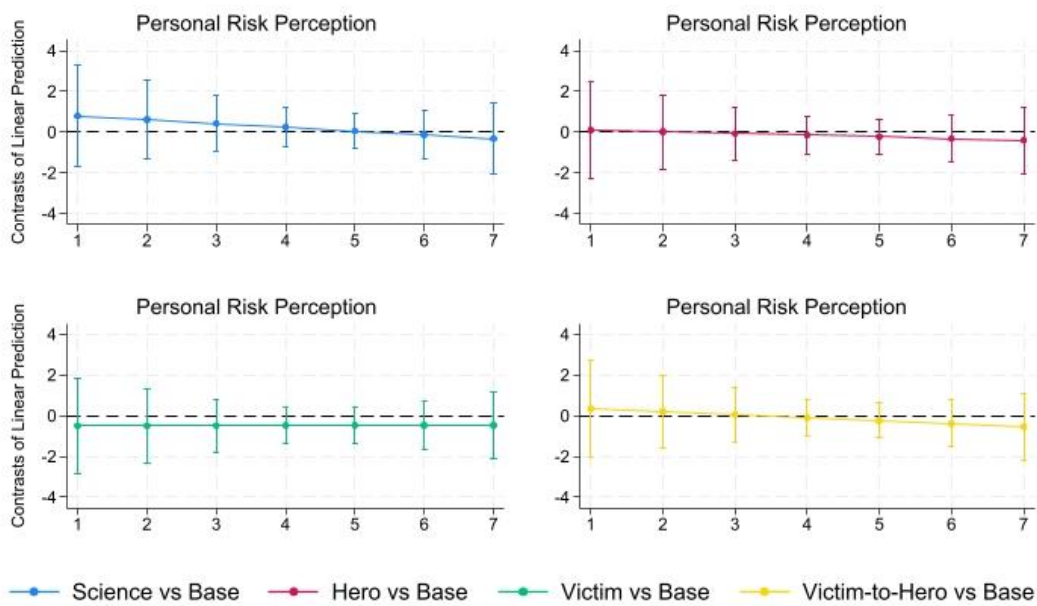 Personal Risk Perception
Personal Risk Perception
Contrasts of Linear Prediction
4
2
0
-2
-4
1 2 3 4 5 6 7
4
2
0
-2
-4
1 2 3 4 5 6 7
Personal Risk Perception
Personal Risk Perception
Contrasts of Linear Prediction
4
2
0
-2
-4
1 2 3 4 5 6 7
4
2
0
-2
-4
1 2 3 4 5 6 7
Science vs Base Hero vs Base Victim vs Base Victim-to-Hero vs Base